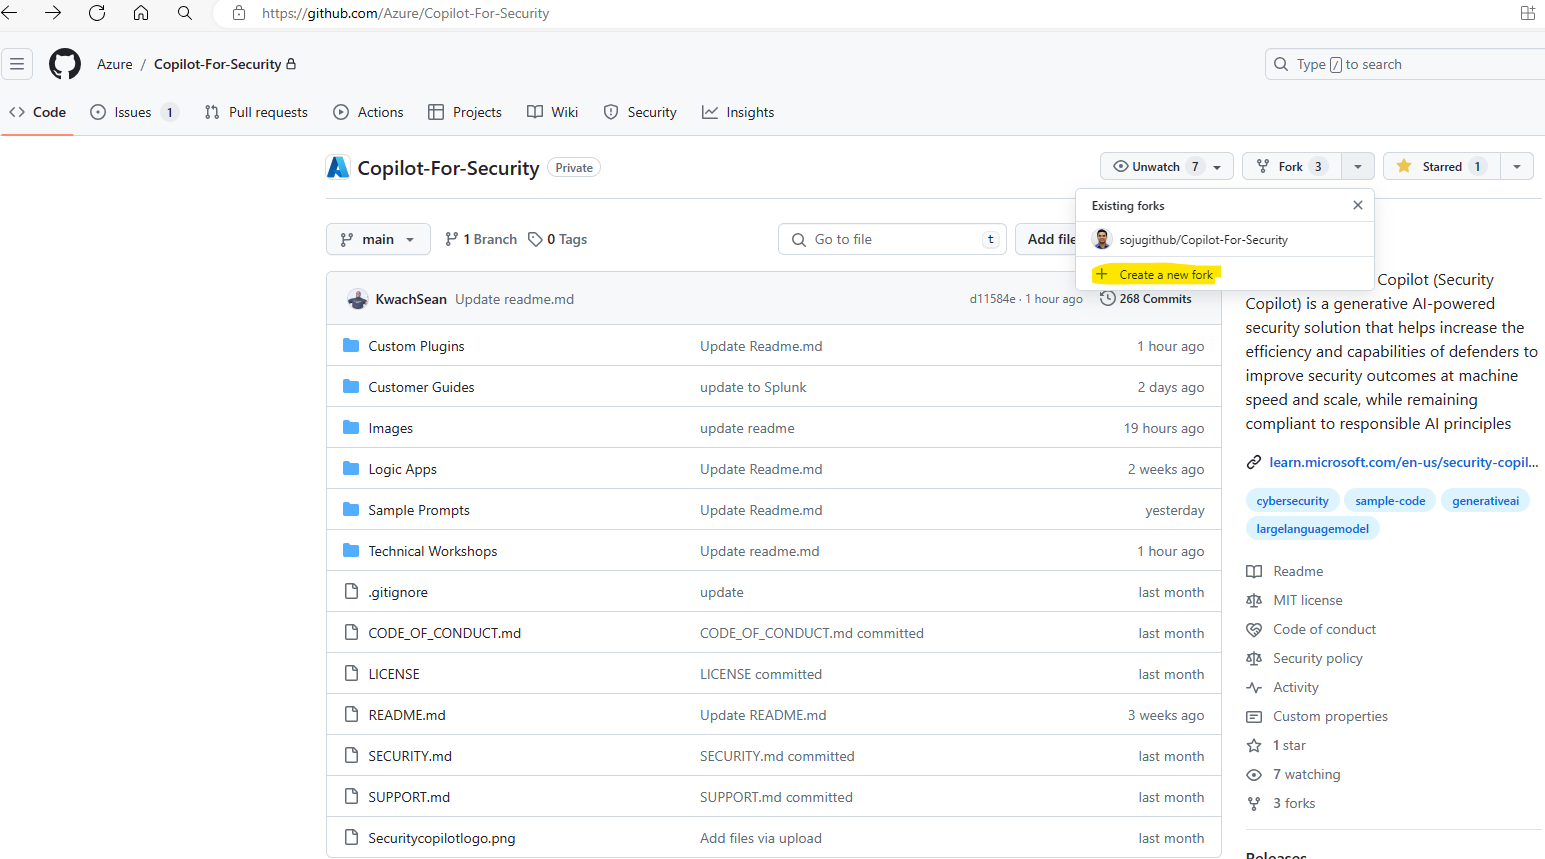 https://github.com/Azure/Copilot-For-Security
Azure / Copilot-For-Security
Type / to search
Code
Issues 1
Pull requests
Actions
Projects
Wiki
Security
Insights
Copilot-For-Security Private
Unwatch 7
Fork 3
Starred 1
Existing forks
sojugithub/Copilot-For-Security
Create a new fork
main
1 Branch
0 Tags
Go to file t
Add file
KwachSean Update readme.md d11584e · 1 hour ago 268 Commits
Custom Plugins Update Readme.md 1 hour ago
Customer Guides update to Splunk 2 days ago
Images update readme 19 hours ago
Logic Apps Update Readme.md 2 weeks ago
Sample Prompts Update Readme.md yesterday
Technical Workshops Update readme.md 1 hour ago
.gitignore update last month
CODE_OF_CONDUCT.md CODE_OF_CONDUCT.md committed last month
LICENSE LICENSE committed last month
README.md Update README.md 3 weeks ago
SECURITY.md SECURITY.md committed last month
SUPPORT.md SUPPORT.md committed last month
Securitycopilotlogo.png Add files via upload last month
Copilot (Security
Copilot) is a generative AI-powered
security solution that helps increase the
efficiency and capabilities of defenders to
improve security outcomes at machine
speed and scale, while remaining
compliant to responsible AI principles
learn.microsoft.com/en-us/security-copil...
cybersecurity sample-code generativeai
largelanguagemodel
Readme
MIT license
Code of conduct
Security policy
Activity
Custom properties
1 star
7 watching
3 forks
Releases